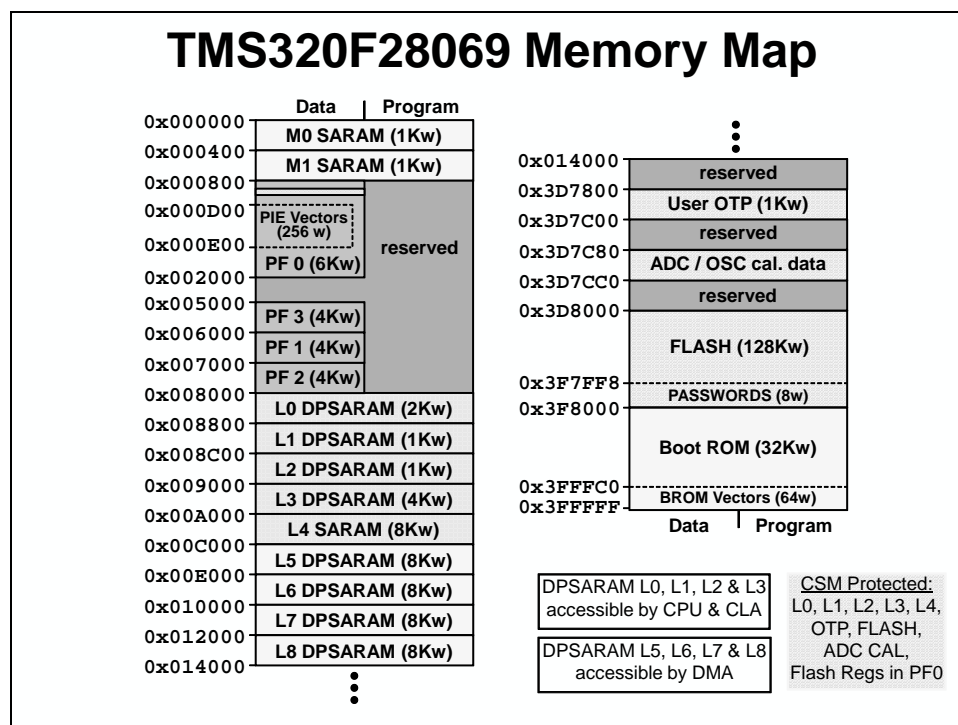 TMS320F28069 Memory Map
Data Program
0x000000
M0 SARAM (1Kw)
0x000400
M1 SARAM (1Kw)
0x000800
0x000D00
PIE Vectors
(256 w)
reserved
0x000E00
PF 0 (6Kw)
0x002000
0x005000
PF 3 (4Kw)
0x006000
PF 1 (4Kw)
0x007000
PF 2 (4Kw)
0x008000
L0 DPSARAM (2Kw)
0x008800
L1 DPSARAM (1Kw)
0x008C00
L2 DPSARAM (1Kw)
0x009000
L3 DPSARAM (4Kw)
0x00A000
L4 SARAM (8Kw)
0x00C000
L5 DPSARAM (8Kw)
0x00E000
L6 DPSARAM (8Kw)
0x010000
L7 DPSARAM (8Kw)
0x012000
L8 DPSARAM (8Kw)
0x014000
0x014000
reserved
0x3D7800
User OTP (1Kw)
0x3D7C00
reserved
0x3D7C80
ADC / OSC cal. data
0x3D7CC0
reserved
0x3D8000
FLASH (128Kw)
0x3F7FF8
PASSWORDS (8w)
0x3F8000
Boot ROM (32Kw)
0x3FFFC0
BROM Vectors (64w)
0x3FFFFF
Data Program
DPSARAM L0, L1, L2 & L3
accessible by CPU & CLA
DPSARAM L5, L6, L7 & L8
accessible by DMA
CSM Protected:
L0, L1, L2, L3, L4,
OTP, FLASH,
ADC CAL,
Flash Regs in PF0